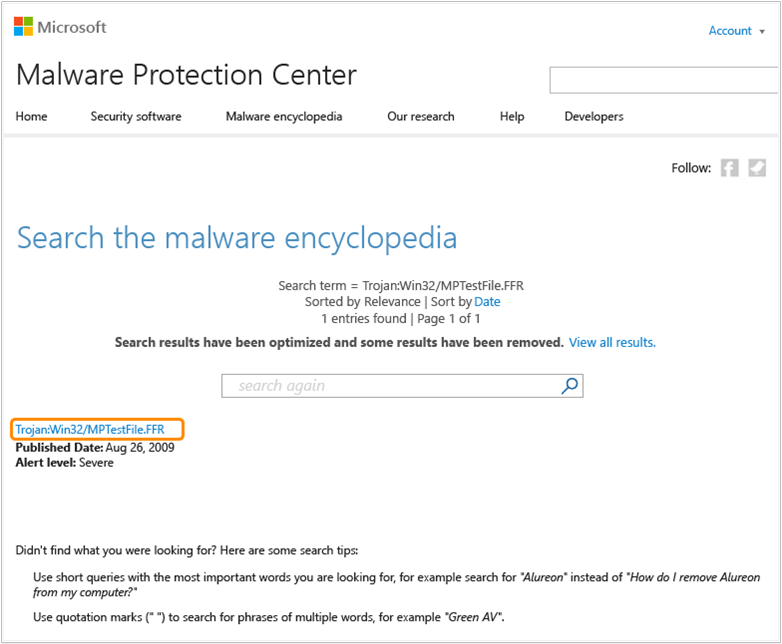 Microsoft
Account
Malware Protection Center
Home Security software Malware encyclopedia Our research Help Developers
Follow:
Search the malware encyclopedia
Search term = Trojan:Win32/MPTestFile.FFR
Sorted by Relevance | Sort by Date
1 entries found | Page 1 of 1
Search results have been optimized and some results have been removed. View all results.
search again
Trojan:Win32/MPTestFile.FFR
Published Date: Aug 26, 2009
Alert level: Severe
Didn't find what you were looking for? Here are some search tips:
Use short queries with the most important words you are looking for, for example search for "Alureon" instead of "How do I remove Alureon
from my computer?"
Use quotation marks (" ") to search for phrases of multiple words, for example "Green AV".